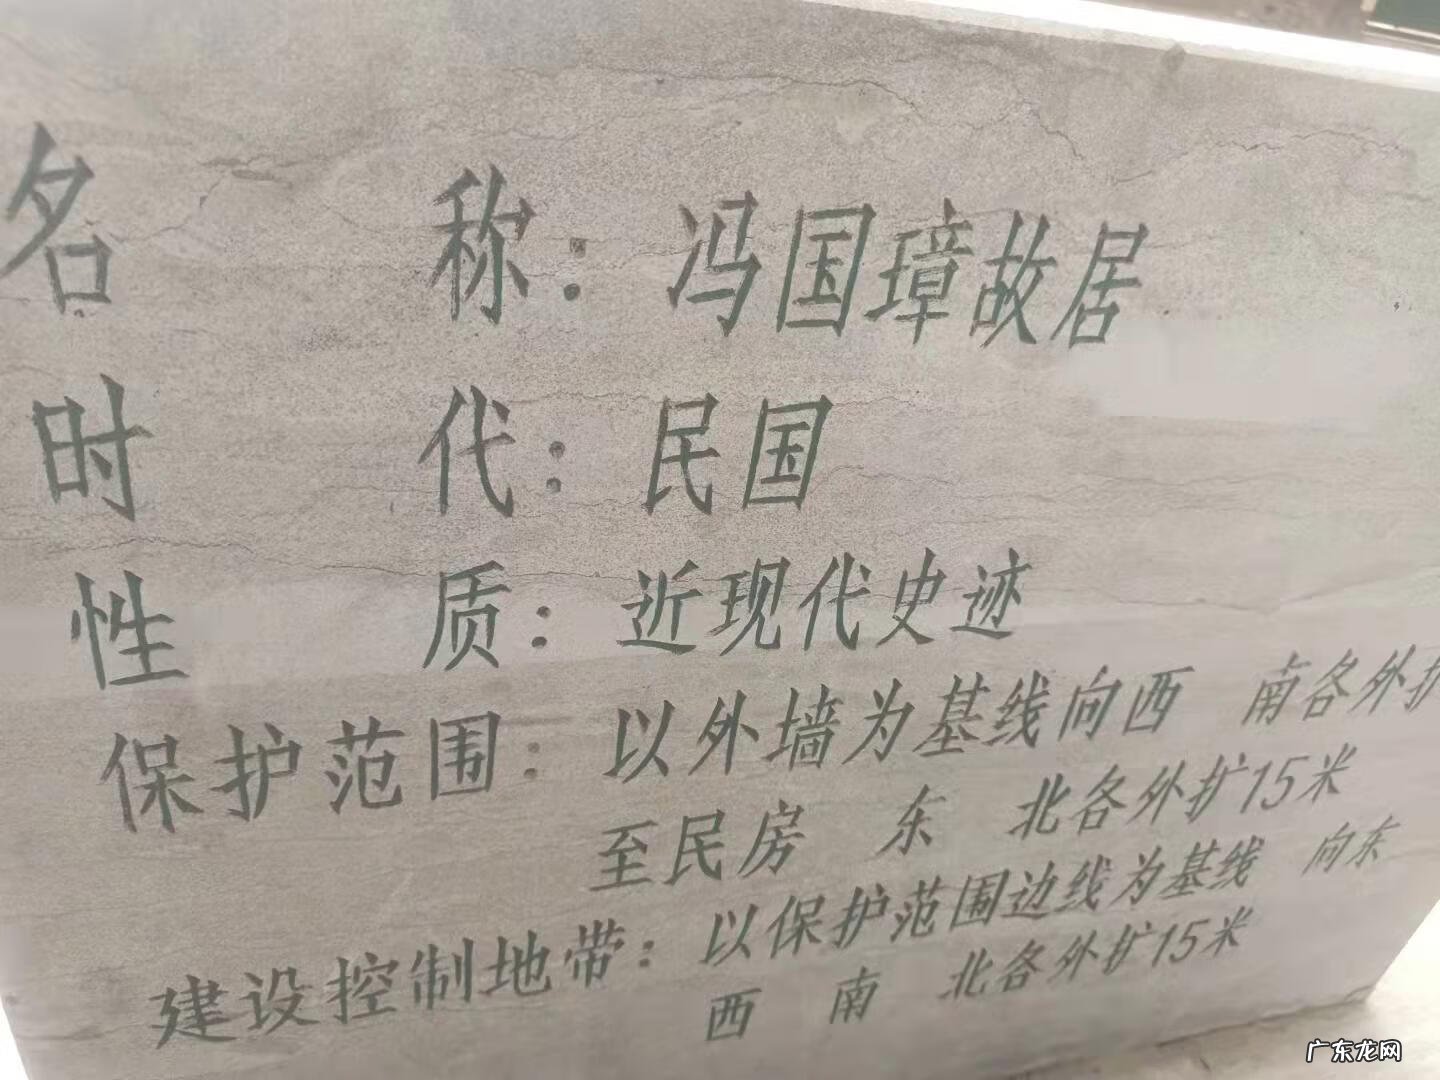 名 称：冯国璋故居
时 代：民国
性 质：近现代史迹
保护范围：以外墙为基线向西 南各外扩
至民房 东 北各外扩15米
建设控制地带：以保护范围边线为基线 向东
西 南 北各外扩15米
广东龙网